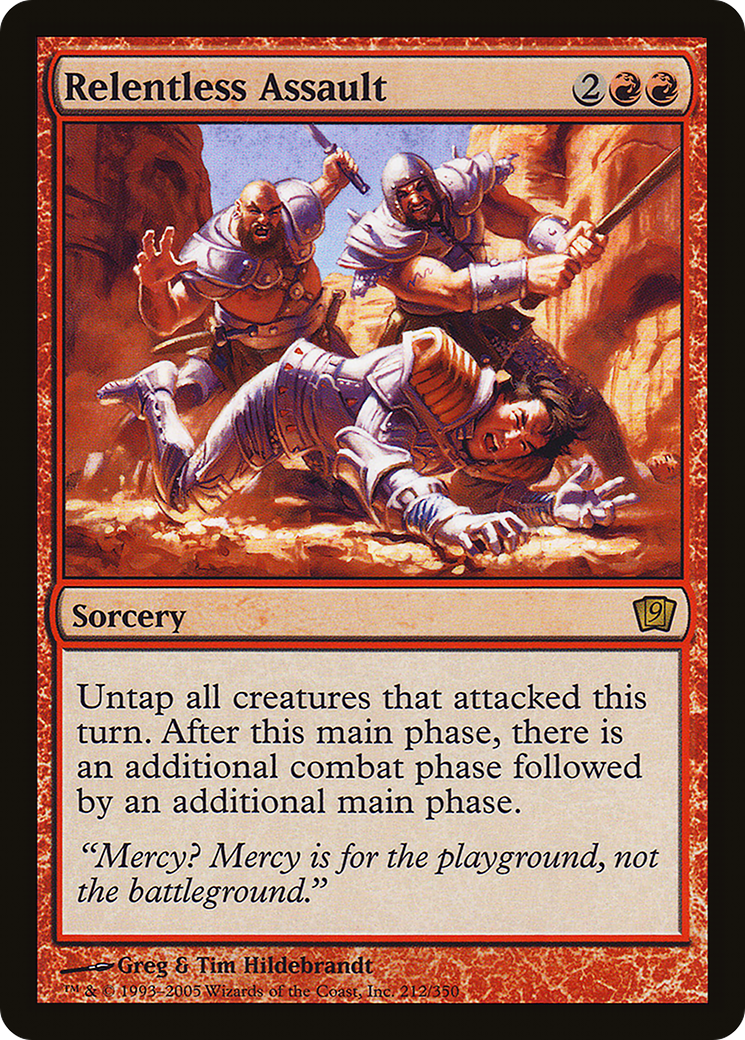 Relentless Assault 2
Sorcery 9
Untap all creatures that attacked this
turn. After this main phase, there is
an additional combat phase followed
by an additional main phase.
“Mercy? Mercy is for the playground, not
the battleground.”
Greg & Tim Hildebrandt
™ & © 1993–2005 Wizards of the Coast, Inc. 212/350